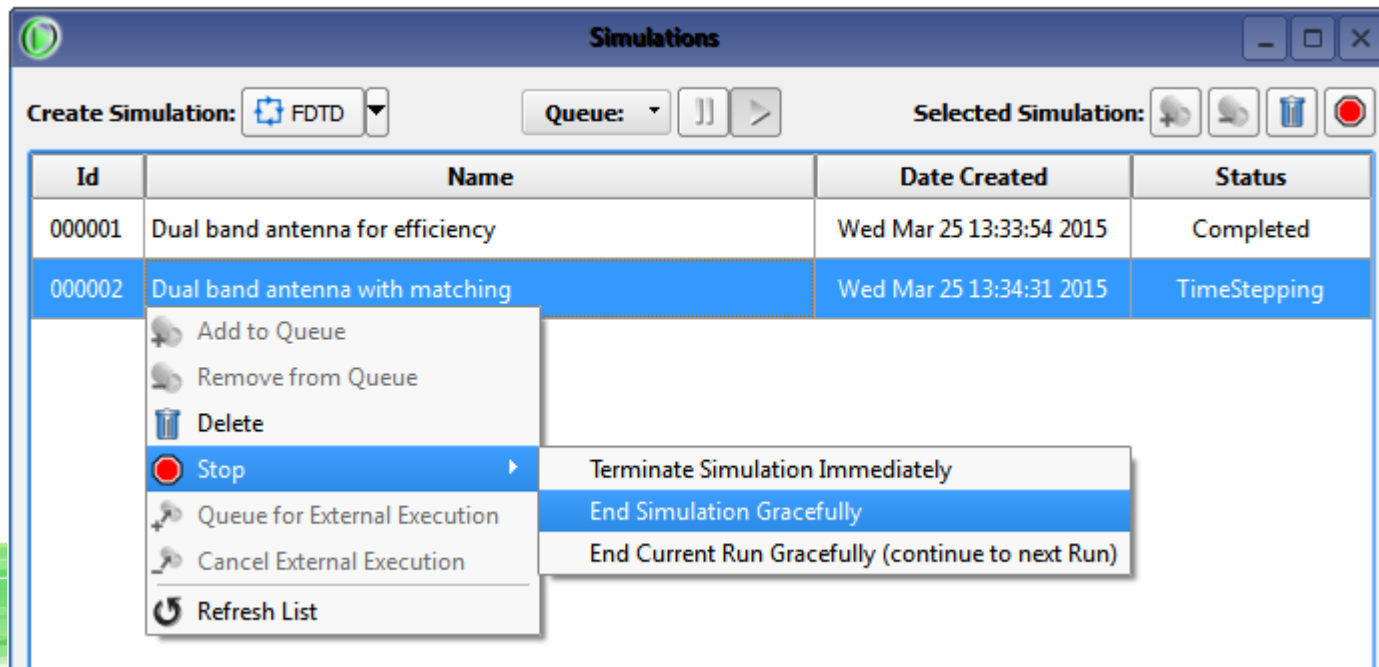 Simulations
Create Simulation: FDTD Queue: Selected Simulation:
Id Name Date Created Status
000001 Dual band antenna for efficiency Wed Mar 25 13:33:54 2015 Completed
000002 Dual band antenna with matching Wed Mar 25 13:34:31 2015 TimeStepping
Add to Queue
Remove from Queue
Delete
Stop
Terminate Simulation Immediately
End Simulation Gracefully
End Current Run Gracefully (continue to next Run)
Queue for External Execution
Cancel External Execution
Refresh List